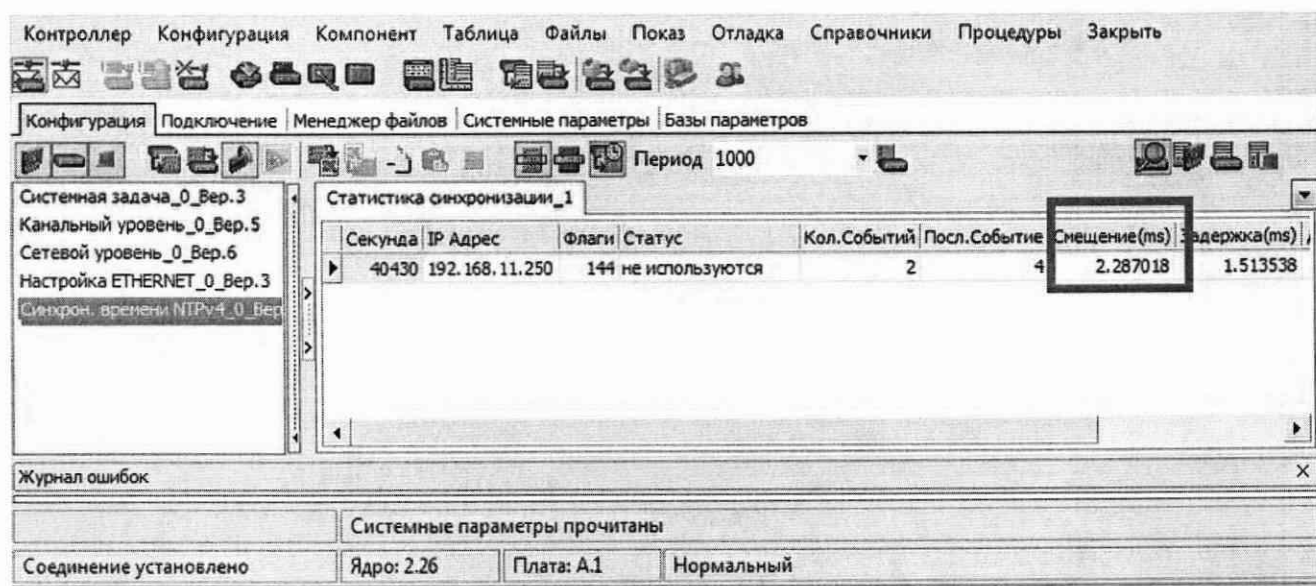 Контроллер Конфигурация Компонент Таблица Файлы Показ Отладка Справочники Процедуры Закрыть
Конфигурация Подключение Менеджер файлов Системные параметры Базы параметров
Период 1000
Системная задача_0_Вер.3
Канальный уровень_0_Вер.5
Сетевой уровень_0_Вер.6
Настройка ETHERNET_0_Вер.3
Синхрон. времени NTPv4_0_Вер
Статистика синхронизации_1
Секунда IP Адрес Флаги Статус Кол.Событий Посл.Событие Смещение(ms) Задержка(ms)
40430 192.168.11.250 144 не используются 2 4 2.287018 1.513538
Журнал ошибок
Системные параметры прочитаны
Соединение установлено Ядро: 2.26 Плата: A.1 Нормальный